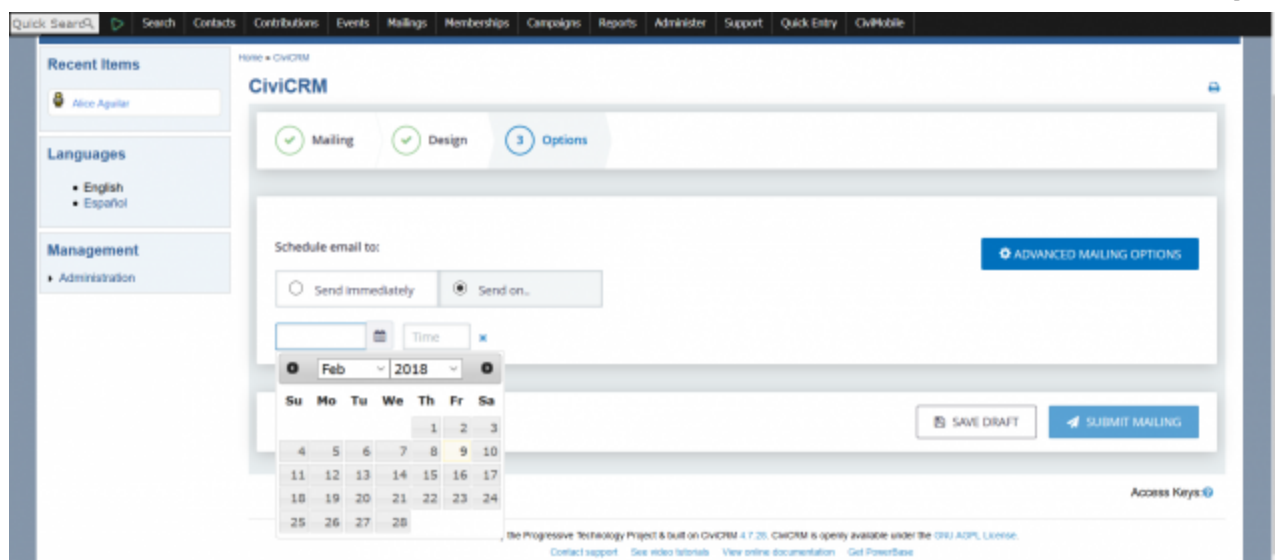 Quick Search Search Contacts Contributions Events Mailings Memberships Campaigns Reports Administer Support Quick Entry CiviMobile
Recent Items
Alice Aguilar
Languages
English
Español
Management
Administration
Home » CiviCRM
CiviCRM
Mailing Design 3 Options
Schedule email to:
ADVANCED MAILING OPTIONS
Send immediately Send on..
Time
Feb 2018
Su Mo Tu We Th Fr Sa
1 2 3
4 5 6 7 8 9 10
11 12 13 14 15 16 17
18 19 20 21 22 23 24
25 26 27 28
SAVE DRAFT SUBMIT MAILING
Access Keys:
, the Progressive Technology Project & built on CiviCRM 4.7.28. CiviCRM is openly available under the GNU AGPL License.
Contact support See video tutorials View online documentation Get PowerBase